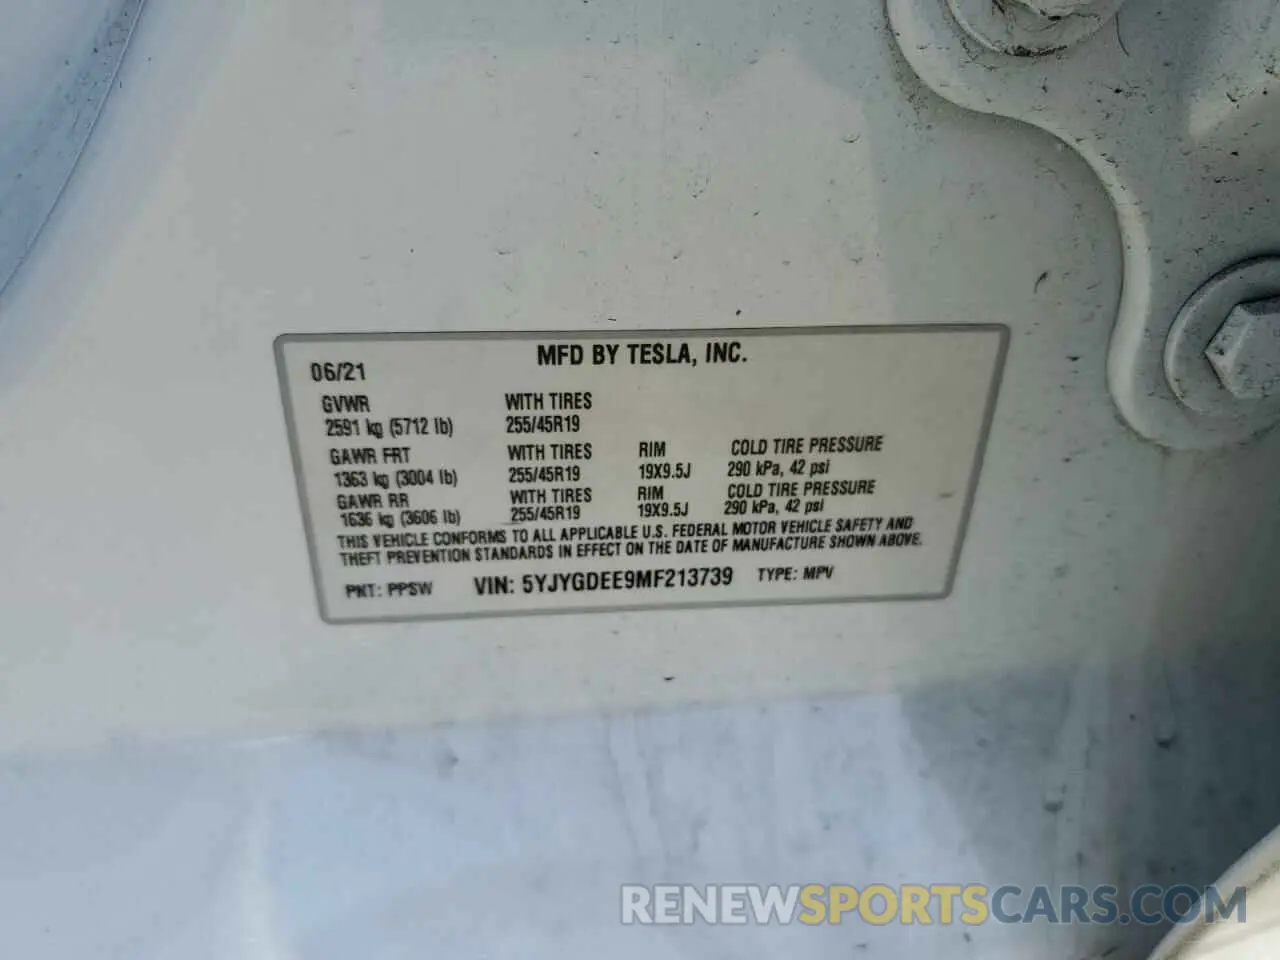 MFD BY TESLA, INC.
06/21
GVWR WITH TIRES
2591 kg (5712 lb) 255/45R19
GAWR FRT WITH TIRES RIM COLD TIRE PRESSURE
1363 kg (3004 lb) 255/45R19 19X9.5J 290 kPa, 42 psi
GAWR RR WITH TIRES RIM COLD TIRE PRESSURE
1636 kg (3606 lb) 255/45R19 19X9.5J 290 kPa, 42 psi
THIS VEHICLE CONFORMS TO ALL APPLICABLE U.S. FEDERAL MOTOR VEHICLE SAFETY AND
THEFT PREVENTION STANDARDS IN EFFECT ON THE DATE OF MANUFACTURE SHOWN ABOVE.
PNT: PPSW VIN: 5YJYGDEE9MF213739 TYPE: MPV
RENEWSPORTSCARS.COM